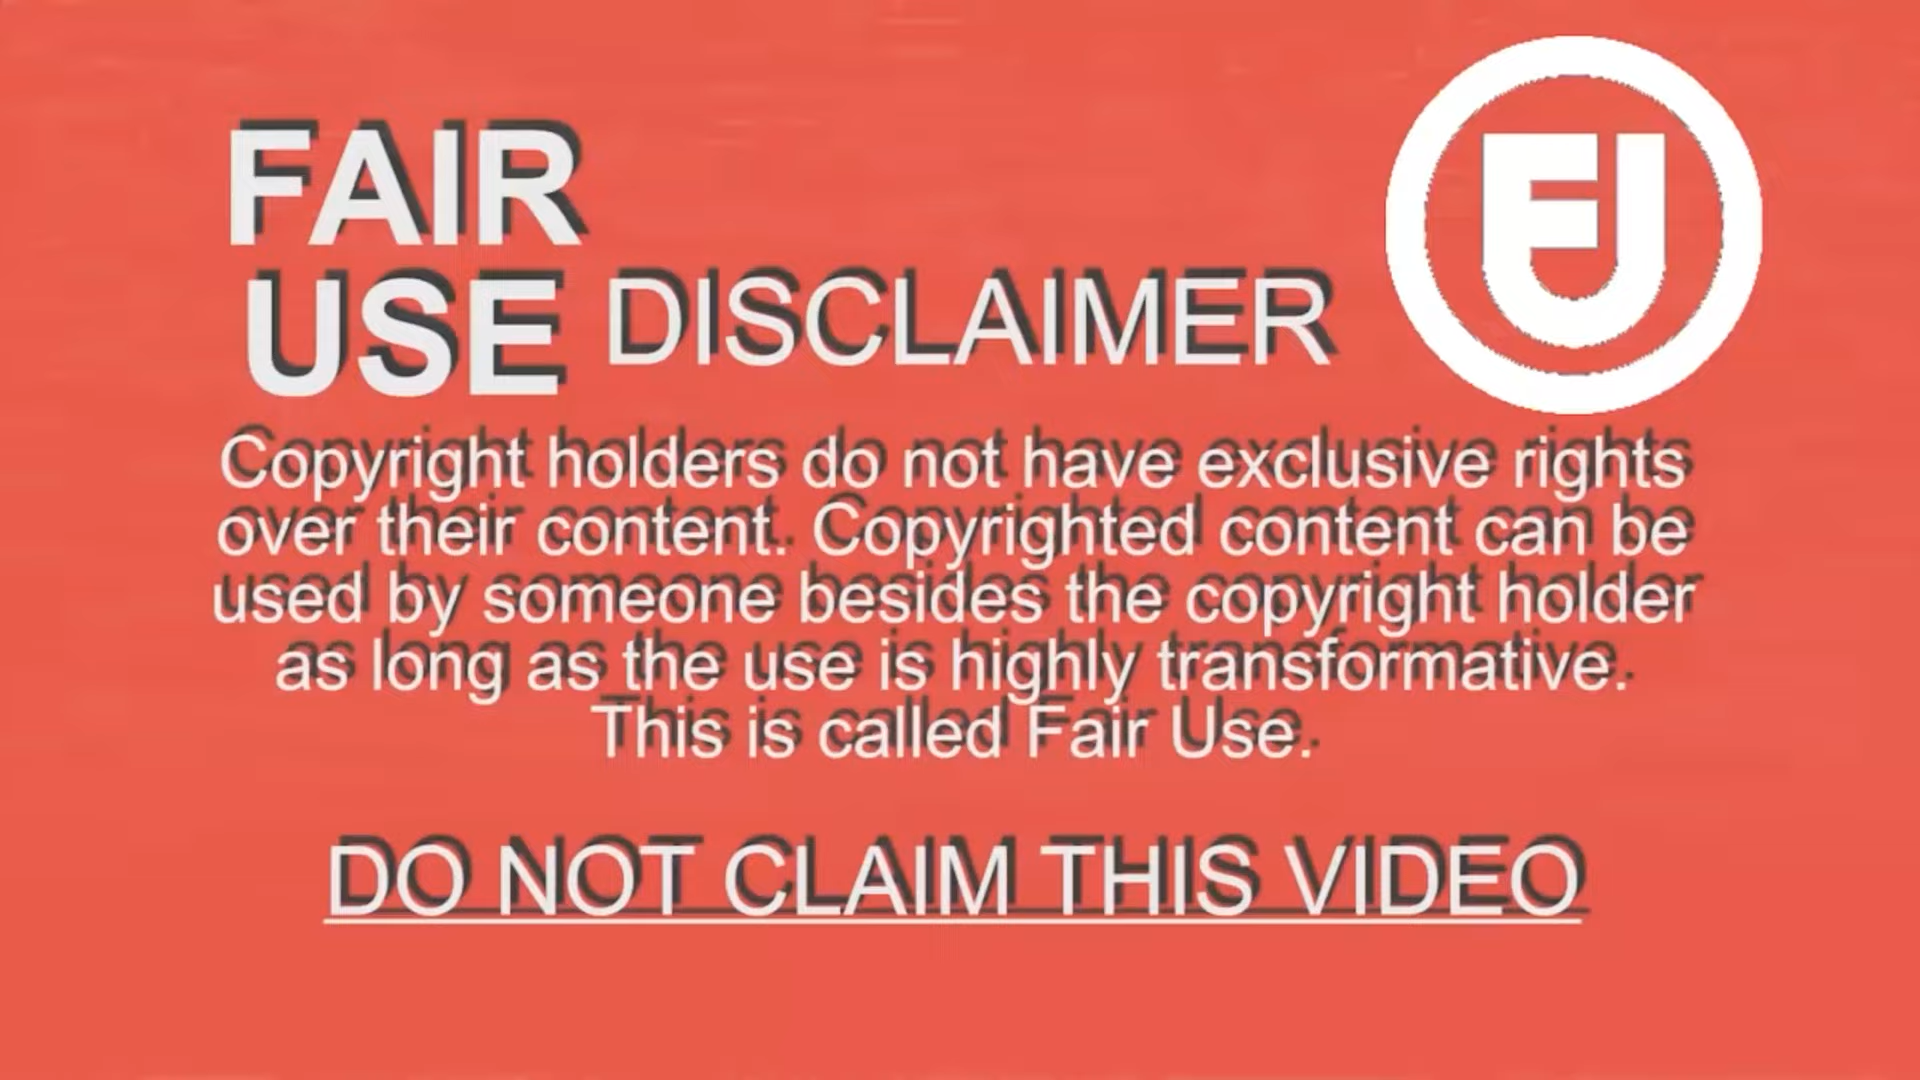 FAIR
USE DISCLAIMER
FU
Copyright holders do not have exclusive rights
over their content. Copyrighted content can be
used by someone besides the copyright holder
as long as the use is highly transformative.
This is called Fair Use.
DO NOT CLAIM THIS VIDEO